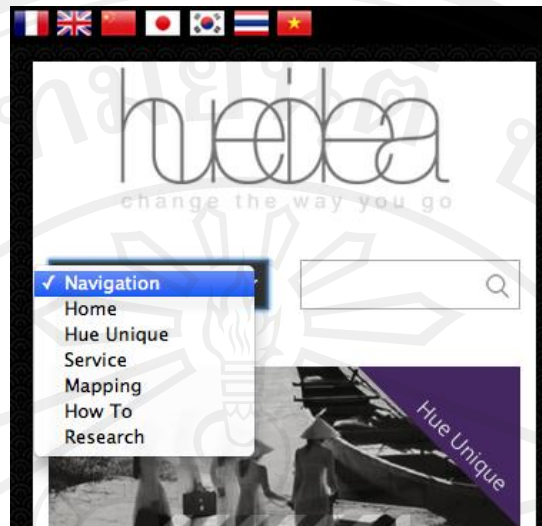 hueidea
change the way you go
✓ Navigation
Home
Hue Unique
Service
Mapping
How To
Research
Hue Unique